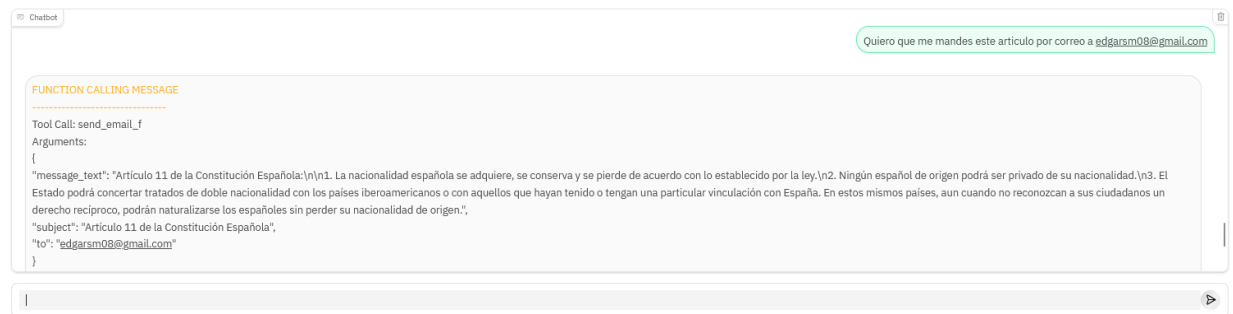 Chatbot
Quiero que me mandes este articulo por correo a edgarsm08@gmail.com
FUNCTION CALLING MESSAGE
--------------------------------
Tool Call: send_email_f
Arguments:
{
"message_text": "Artículo 11 de la Constitución Española:\n\n1. La nacionalidad española se adquiere, se conserva y se pierde de acuerdo con lo establecido por la ley.\n2. Ningún español de origen podrá ser privado de su nacionalidad.\n3. El
Estado podrá concertar tratados de doble nacionalidad con los países iberoamericanos o con aquellos que hayan tenido o tengan una particular vinculación con España. En estos mismos países, aun cuando no reconozcan a sus ciudadanos un
derecho recíproco, podrán naturalizarse los españoles sin perder su nacionalidad de origen.",
"subject": "Artículo 11 de la Constitución Española",
"to": "edgarsm08@gmail.com"
}